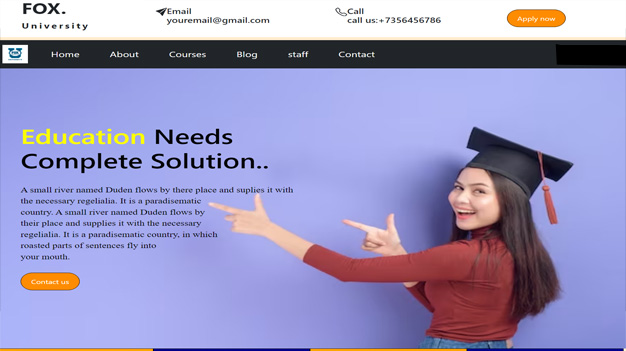 FOX.
University
Email
youremail@gmail.com
Call
call us:+7356456786
Apply now
Home About Courses Blog staff Contact
Education Needs
Complete Solution..
A small river named Duden flows by there place and suplies it with
the necessary regelialia. It is a paradisematic
country. A small river named Duden flows by
their place and supplies it with the necessary
regelialia. It is a paradisematic country, in which
roasted parts of sentences fly into
your mouth.
Contact us